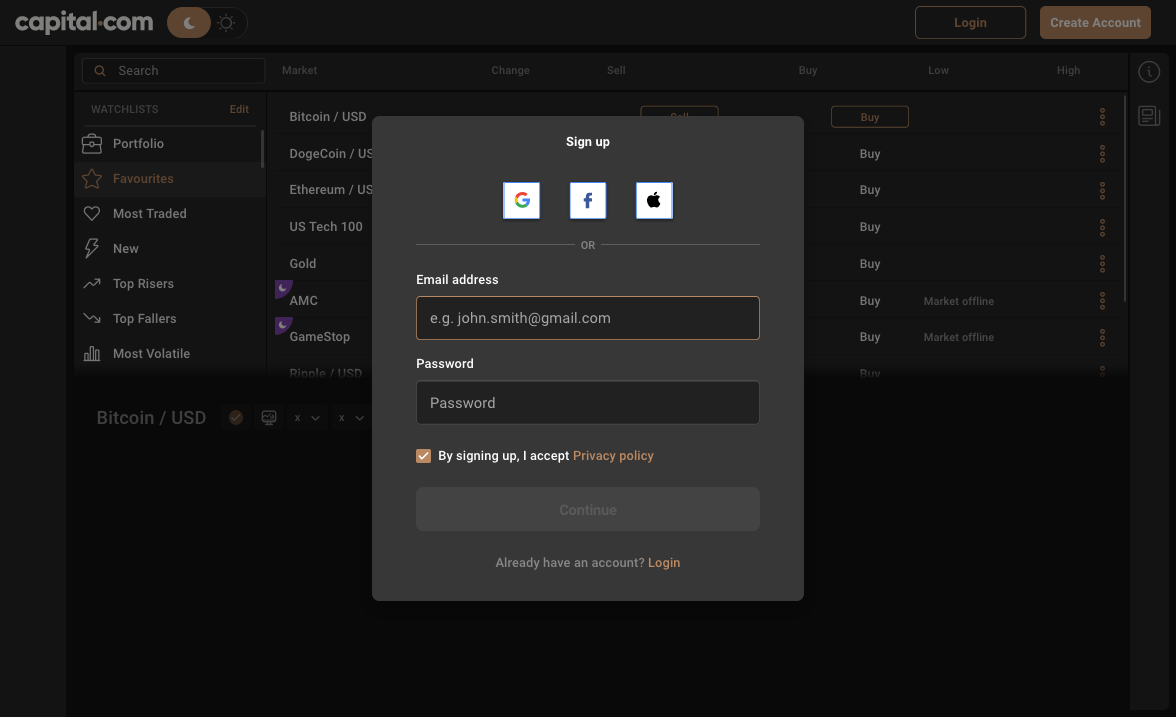 capital.com
Login
Create Account
Search
Market
Change
Sell
Buy
Low
High
WATCHLISTS
Edit
Portfolio
Favourites
Most Traded
New
Top Risers
Top Fallers
Most Volatile
Bitcoin / USD
Sell
Buy
DogeCoin / US
Buy
Ethereum / US
Buy
US Tech 100
Buy
Gold
Buy
AMC
Buy
Market offline
GameStop
Buy
Market offline
Ripple / USD
Buy
Bitcoin / USD
x
x
Sign up
OR
Email address
e.g. john.smith@gmail.com
Password
Password
By signing up, I accept Privacy policy
Continue
Already have an account? Login